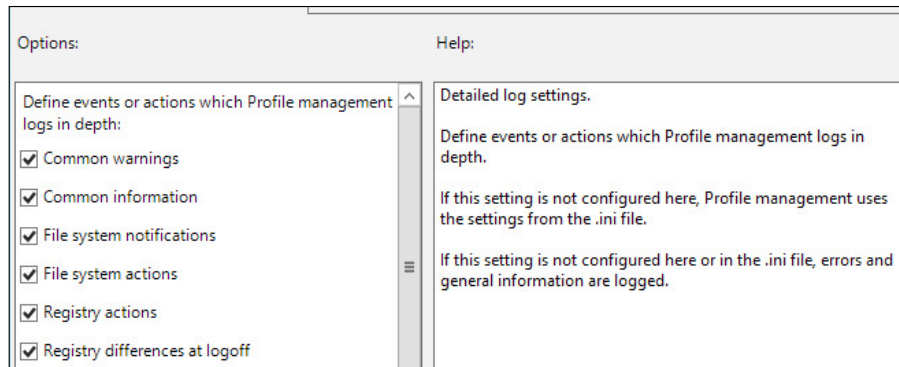 Options:
Help:
Define events or actions which Profile management
logs in depth:
Common warnings
Common information
File system notifications
File system actions
Registry actions
Registry differences at logoff
Detailed log settings.
Define events or actions which Profile management logs in
depth.
If this setting is not configured here, Profile management uses
the settings from the .ini file.
If this setting is not configured here or in the .ini file, errors and
general information are logged.